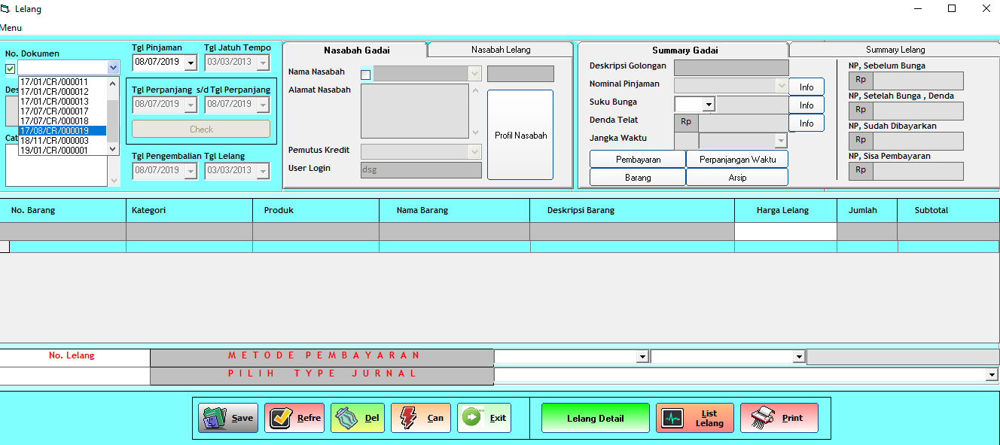 Lelang
Menu
No. Dokumen
17/01/CR/000011
17/01/CR/000012
17/01/CR/000013
17/07/CR/000017
17/07/CR/000018
17/08/CR/000019
18/11/CR/000003
19/01/CR/000001
Des
Cat
Tgl Pinjaman
Tgl Jatuh Tempo
08/07/2019
03/03/2013
Tgl Perpanjang
s/d Tgl Perpanjang
08/07/2019
08/07/2019
Check
Tgl Pengembalian
Tgl Lelang
08/07/2019
03/03/2013
Nasabah Gadai
Nasabah Lelang
Nama Nasabah
Alamat Nasabah
Profil Nasabah
Pemutus Kredit
User Login
dsg
Summary Gadai
Summary Lelang
Deskripsi Golongan
Nominal Pinjaman
Info
Suku Bunga
Info
Denda Telat
Rp
Info
Jangka Waktu
Pembayaran
Perpanjangan Waktu
Barang
Arsip
NP, Sebelum Bunga
Rp
NP, Setelah Bunga , Denda
Rp
NP, Sudah Dibayarkan
Rp
NP, Sisa Pembayaran
Rp
No. Barang
Kategori
Produk
Nama Barang
Deskripsi Barang
Harga Lelang
Jumlah
Subtotal
No. Lelang
METODE PEMBAYARAN
PILIH TYPE JURNAL
Save
Refre
Del
Can
Exit
Lelang Detail
List
Lelang
Print